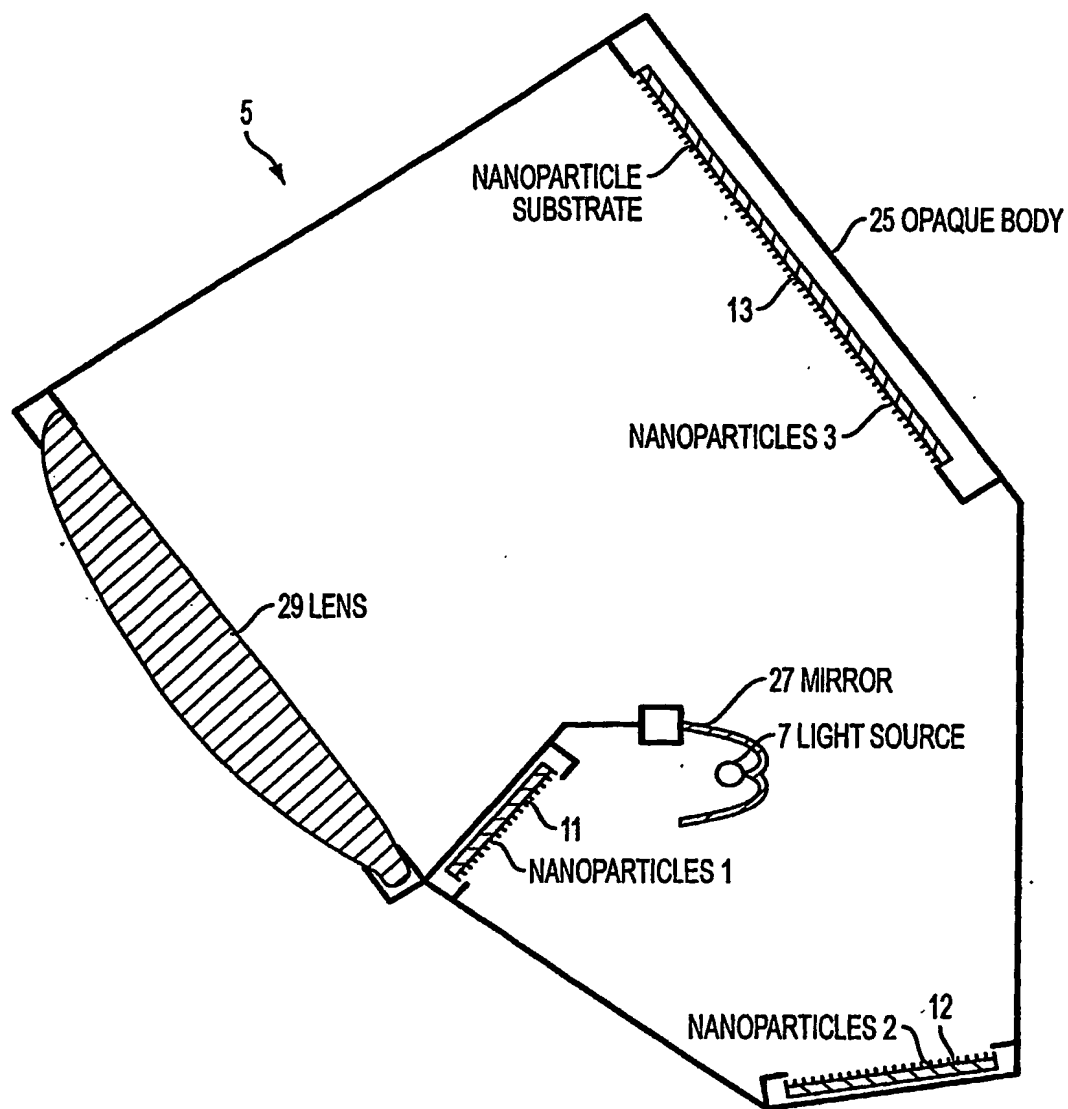 5
NANOPARTICLE
SUBSTRATE
25 OPAQUE BODY
13
NANOPARTICLES 3
29 LENS
27 MIRROR
7 LIGHT SOURCE
11
NANOPARTICLES 1
12
NANOPARTICLES 2